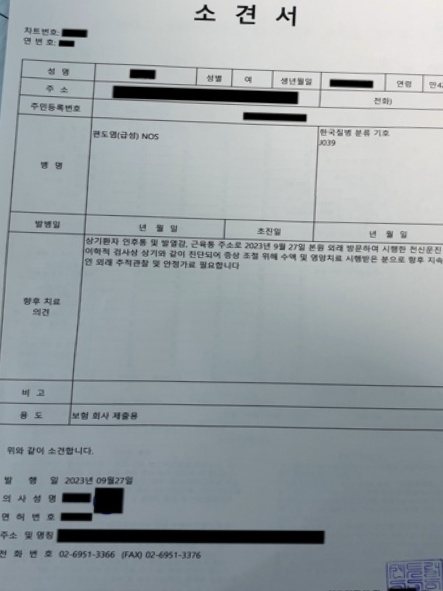 소 견 서
차트번호:
연 번 호:
성 명 성별 여 생년월일 연령 만4
주 소 전화)
주민등록번호
병 명
편도염(급성) NOS
한국질병 분류 기호
J039
발병일 년 월 일 초진일 년 월 일
향후 치료
의견
상기환자 인후통 및 발열감, 근육통 주소로 2023년 9월 27일 본원 외래 방문하여 시행한 전신문진
이학적 검사상 상기와 같이 진단되어 증상 조절 위해 수액 및 영양치료 시행받은 분으로 향후 지속
안 외래 추적관찰 및 안정가료 필요합니다
비 고
용 도 보험 회사 제출용
위와 같이 소견합니다.
발 행 일 2023년 09월27일
의 사 성 명
면 허 번 호
주소 및 명칭
전 화 번 호 02-6951-3366 (FAX) 02-6951-3376